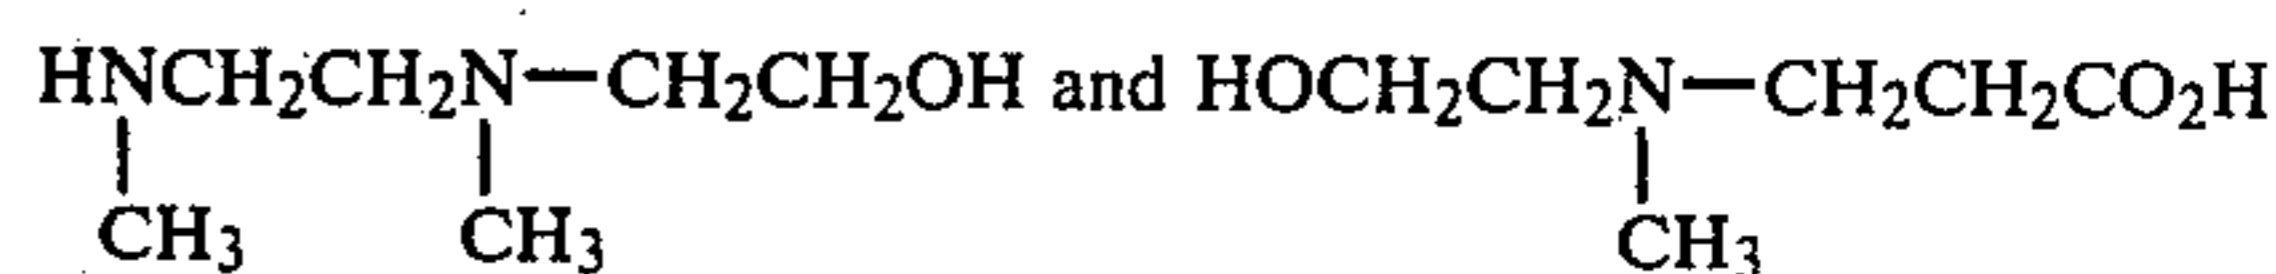 HNCH₂CH₂N—CH₂CH₂OH and HOCH₂CH₂N—CH₂CH₂CO₂H
CH₃ CH₃ CH₃